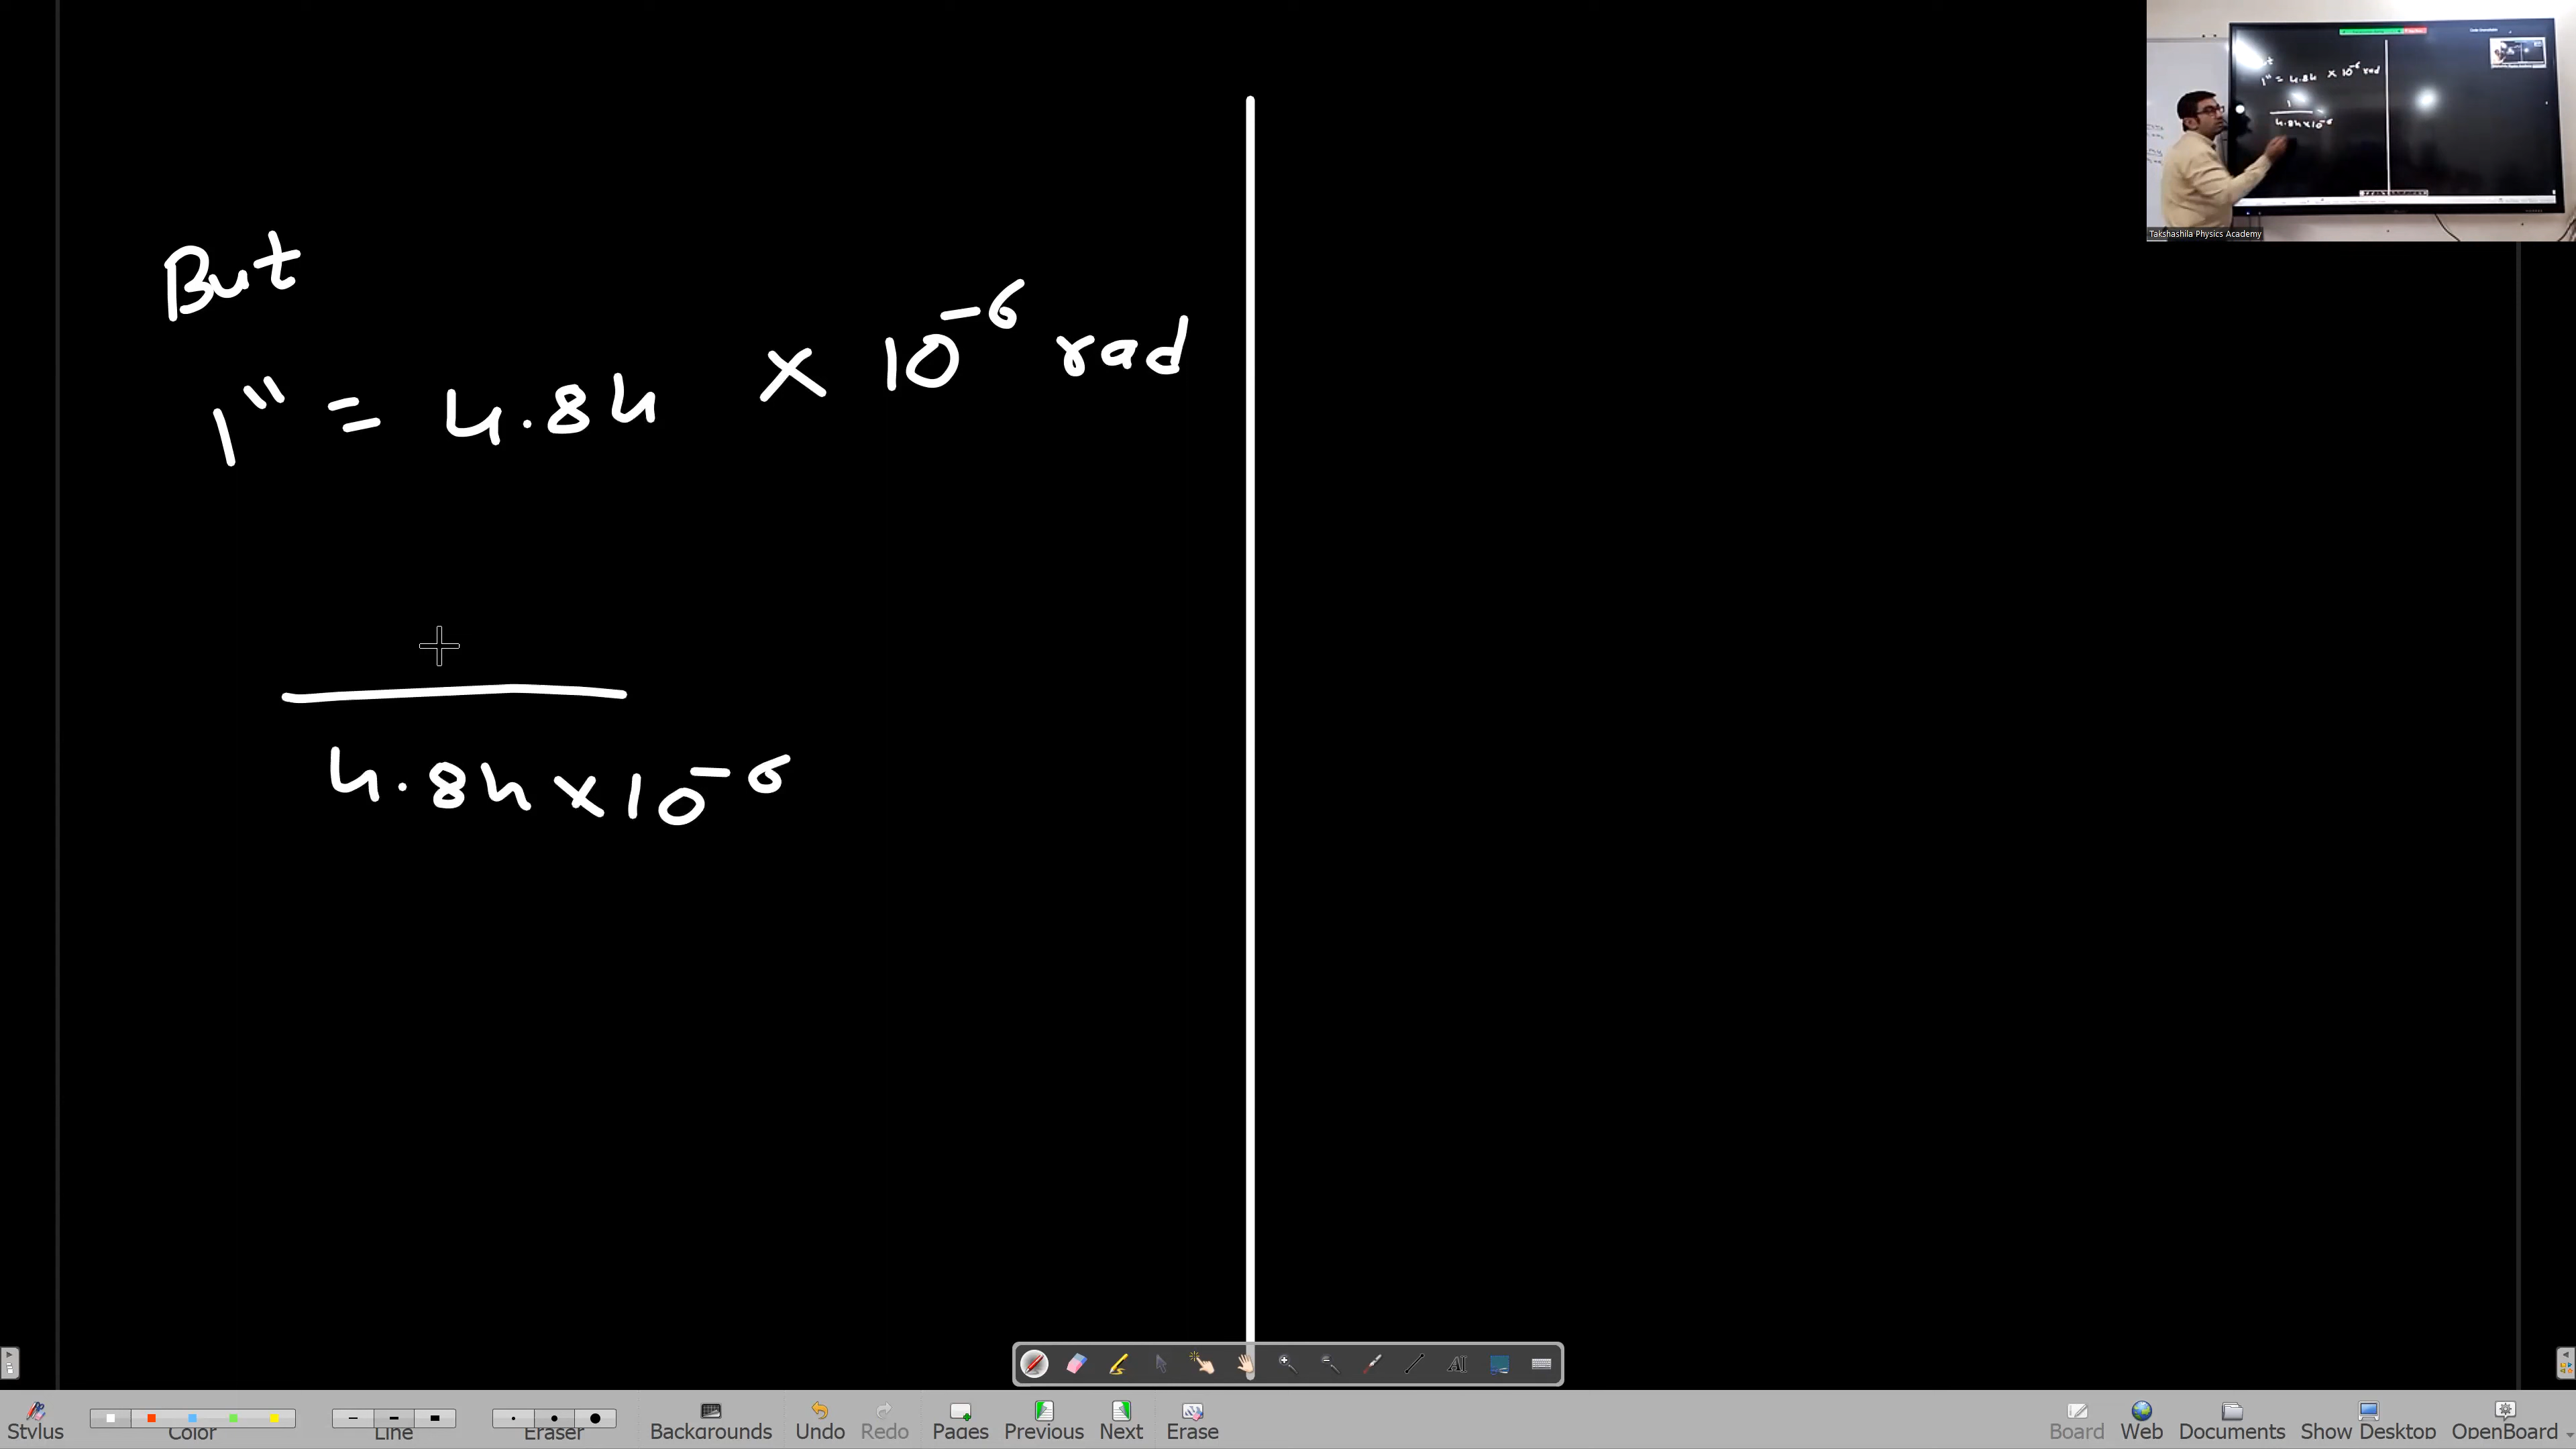 But
1" = 4.84 × 10⁻⁶ rad
4.84×10⁻⁶
Takshashila Physics Academy
Stylus Color Line Eraser Backgrounds Undo Redo Pages Previous Next Erase Board Web Documents Show Desktop OpenBoard